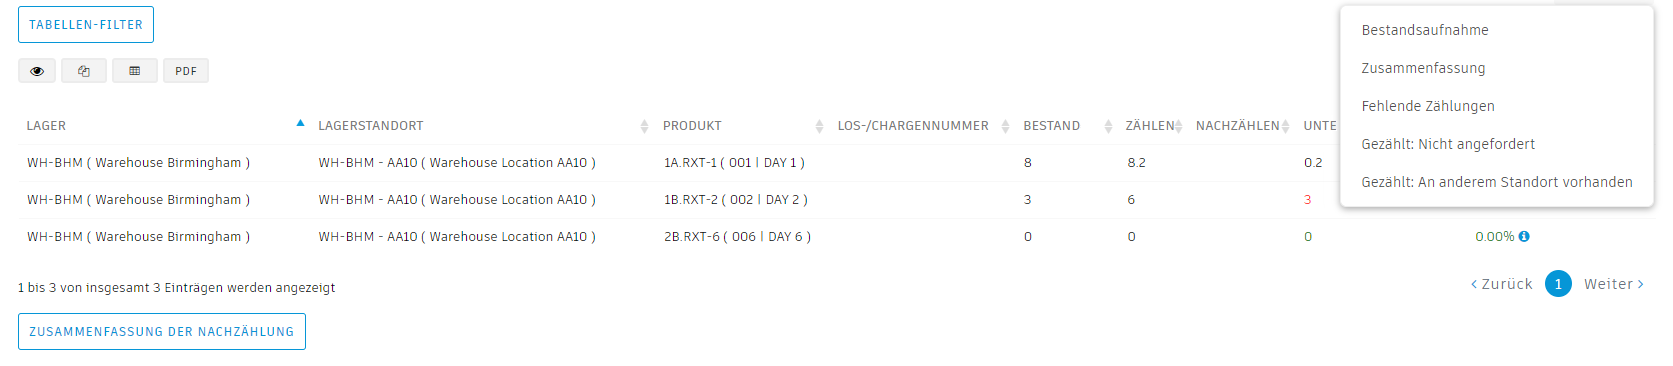 TABELLEN-FILTER
PDF
Bestandsaufnahme
Zusammenfassung
Fehlende Zählungen
Gezählt: Nicht angefordert
Gezählt: An anderem Standort vorhanden
LAGER LAGERSTANDORT PRODUKT LOS-/CHARGENNUMMER BESTAND ZÄHLEN NACHZÄHLEN UNTE
WH-BHM ( Warehouse Birmingham ) WH-BHM - AA10 ( Warehouse Location AA10 ) 1A.RXT-1 ( 001 | DAY 1 ) 8 8.2 0.2
WH-BHM ( Warehouse Birmingham ) WH-BHM - AA10 ( Warehouse Location AA10 ) 1B.RXT-2 ( 002 | DAY 2 ) 3 6 3
WH-BHM ( Warehouse Birmingham ) WH-BHM - AA10 ( Warehouse Location AA10 ) 2B.RXT-6 ( 006 | DAY 6 ) 0 0 0 0.00%
1 bis 3 von insgesamt 3 Einträgen werden angezeigt
‹ Zurück 1 Weiter ›
ZUSAMMENFASSUNG DER NACHZÄHLUNG